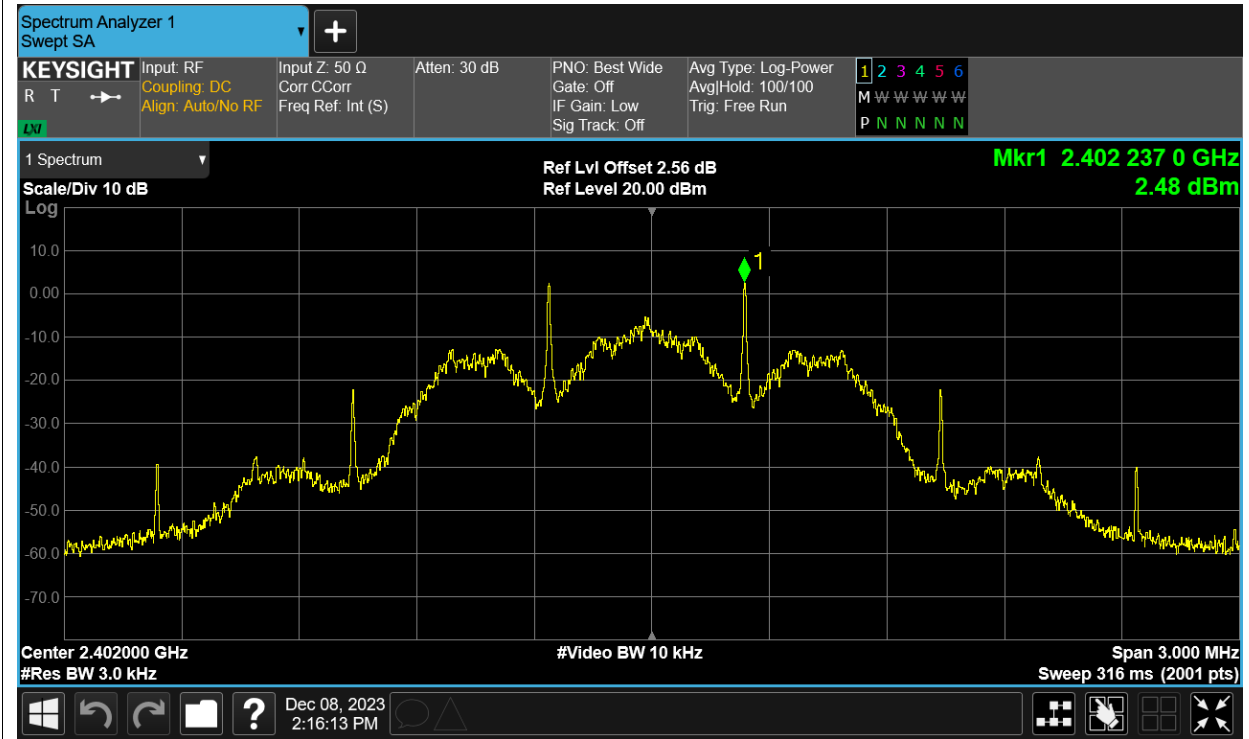 Spectrum Analyzer 1
Swept SA
+
KEYSIGHT
R T
LXI
Input: RF
Coupling: DC
Align: Auto/No RF
Input Z: 50 Ω
Corr CCorr
Freq Ref: Int (S)
Atten: 30 dB
PNO: Best Wide
Gate: Off
IF Gain: Low
Sig Track: Off
Avg Type: Log-Power
Avg|Hold: 100/100
Trig: Free Run
1 2 3 4 5 6
M W W W W W
P N N N N N
1 Spectrum
Scale/Div 10 dB
Log
Ref Lvl Offset 2.56 dB
Ref Level 20.00 dBm
Mkr1 2.402 237 0 GHz
2.48 dBm
1
10.0
0.00
-10.0
-20.0
-30.0
-40.0
-50.0
-60.0
-70.0
Center 2.402000 GHz
#Res BW 3.0 kHz
#Video BW 10 kHz
Span 3.000 MHz
Sweep 316 ms (2001 pts)
?
Dec 08, 2023
2:16:13 PM